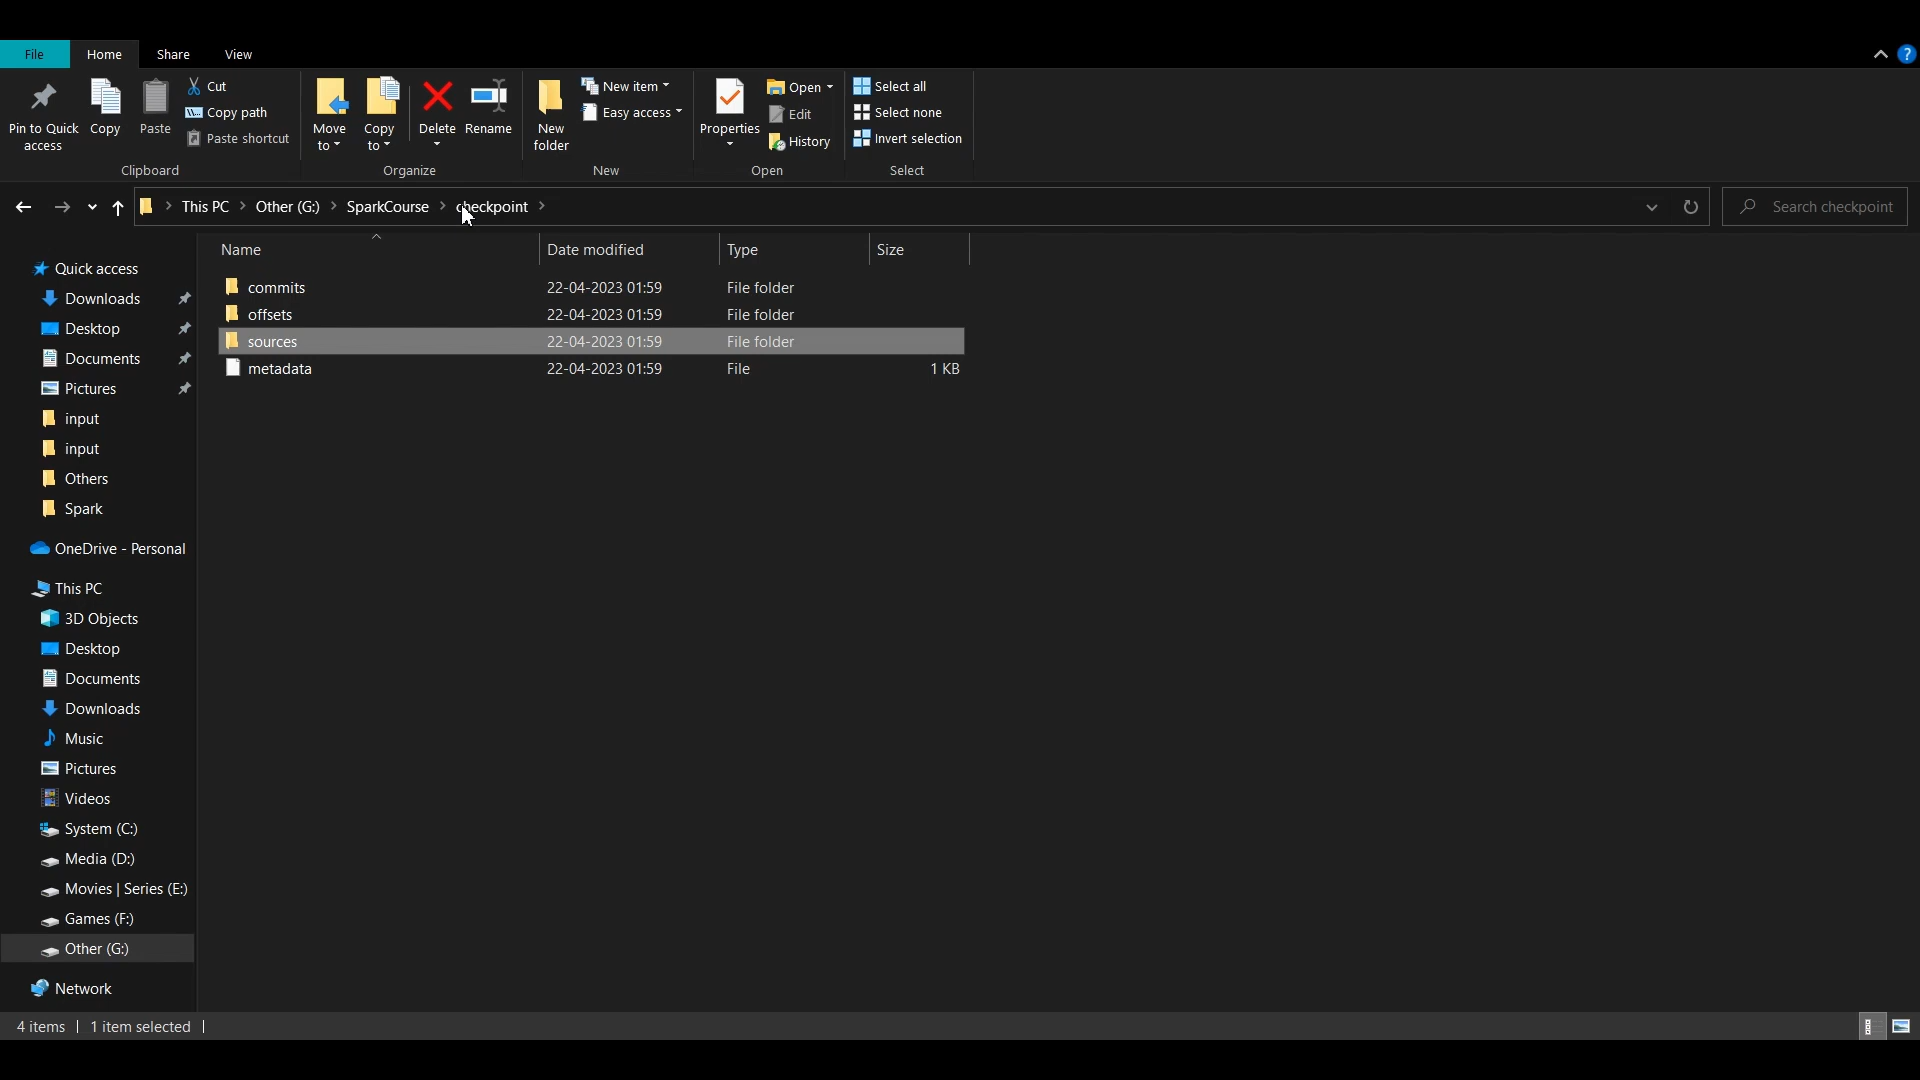 File Home Share View
Pin to Quick access
Copy
Paste
Cut
Copy path
Paste shortcut
Clipboard
Move to
Copy to
Delete
Rename
Organize
New folder
New item
Easy access
New
Properties
Open
Edit
History
Open
Select all
Select none
Invert selection
Select
This PC Other (G:) SparkCourse checkpoint
Search checkpoint
Name Date modified Type Size
commits 22-04-2023 01:59 File folder
offsets 22-04-2023 01:59 File folder
sources 22-04-2023 01:59 File folder
metadata 22-04-2023 01:59 File 1 KB
Quick access
Downloads
Desktop
Documents
Pictures
input
input
Others
Spark
OneDrive - Personal
This PC
3D Objects
Desktop
Documents
Downloads
Music
Pictures
Videos
System (C:)
Media (D:)
Movies | Series (E:)
Games (F:)
Other (G:)
Network
4 items 1 item selected